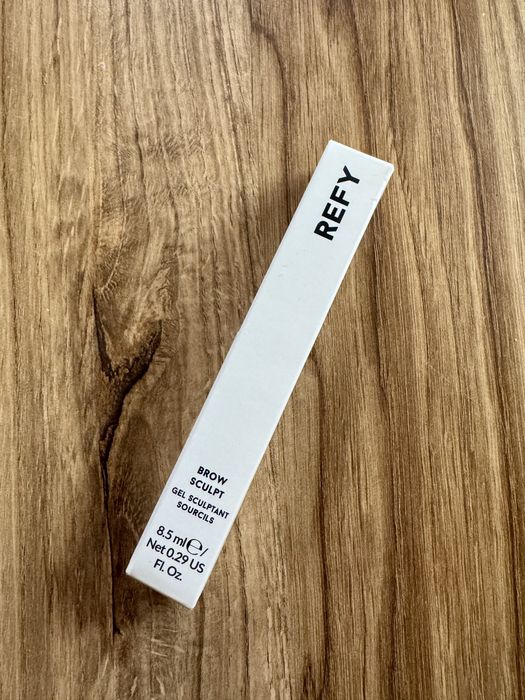 REFY
BROW
SCULPT
GEL SCULPTANT
SOURCILS
8.5 ml ℮/
Net 0.29 US
Fl. Oz.